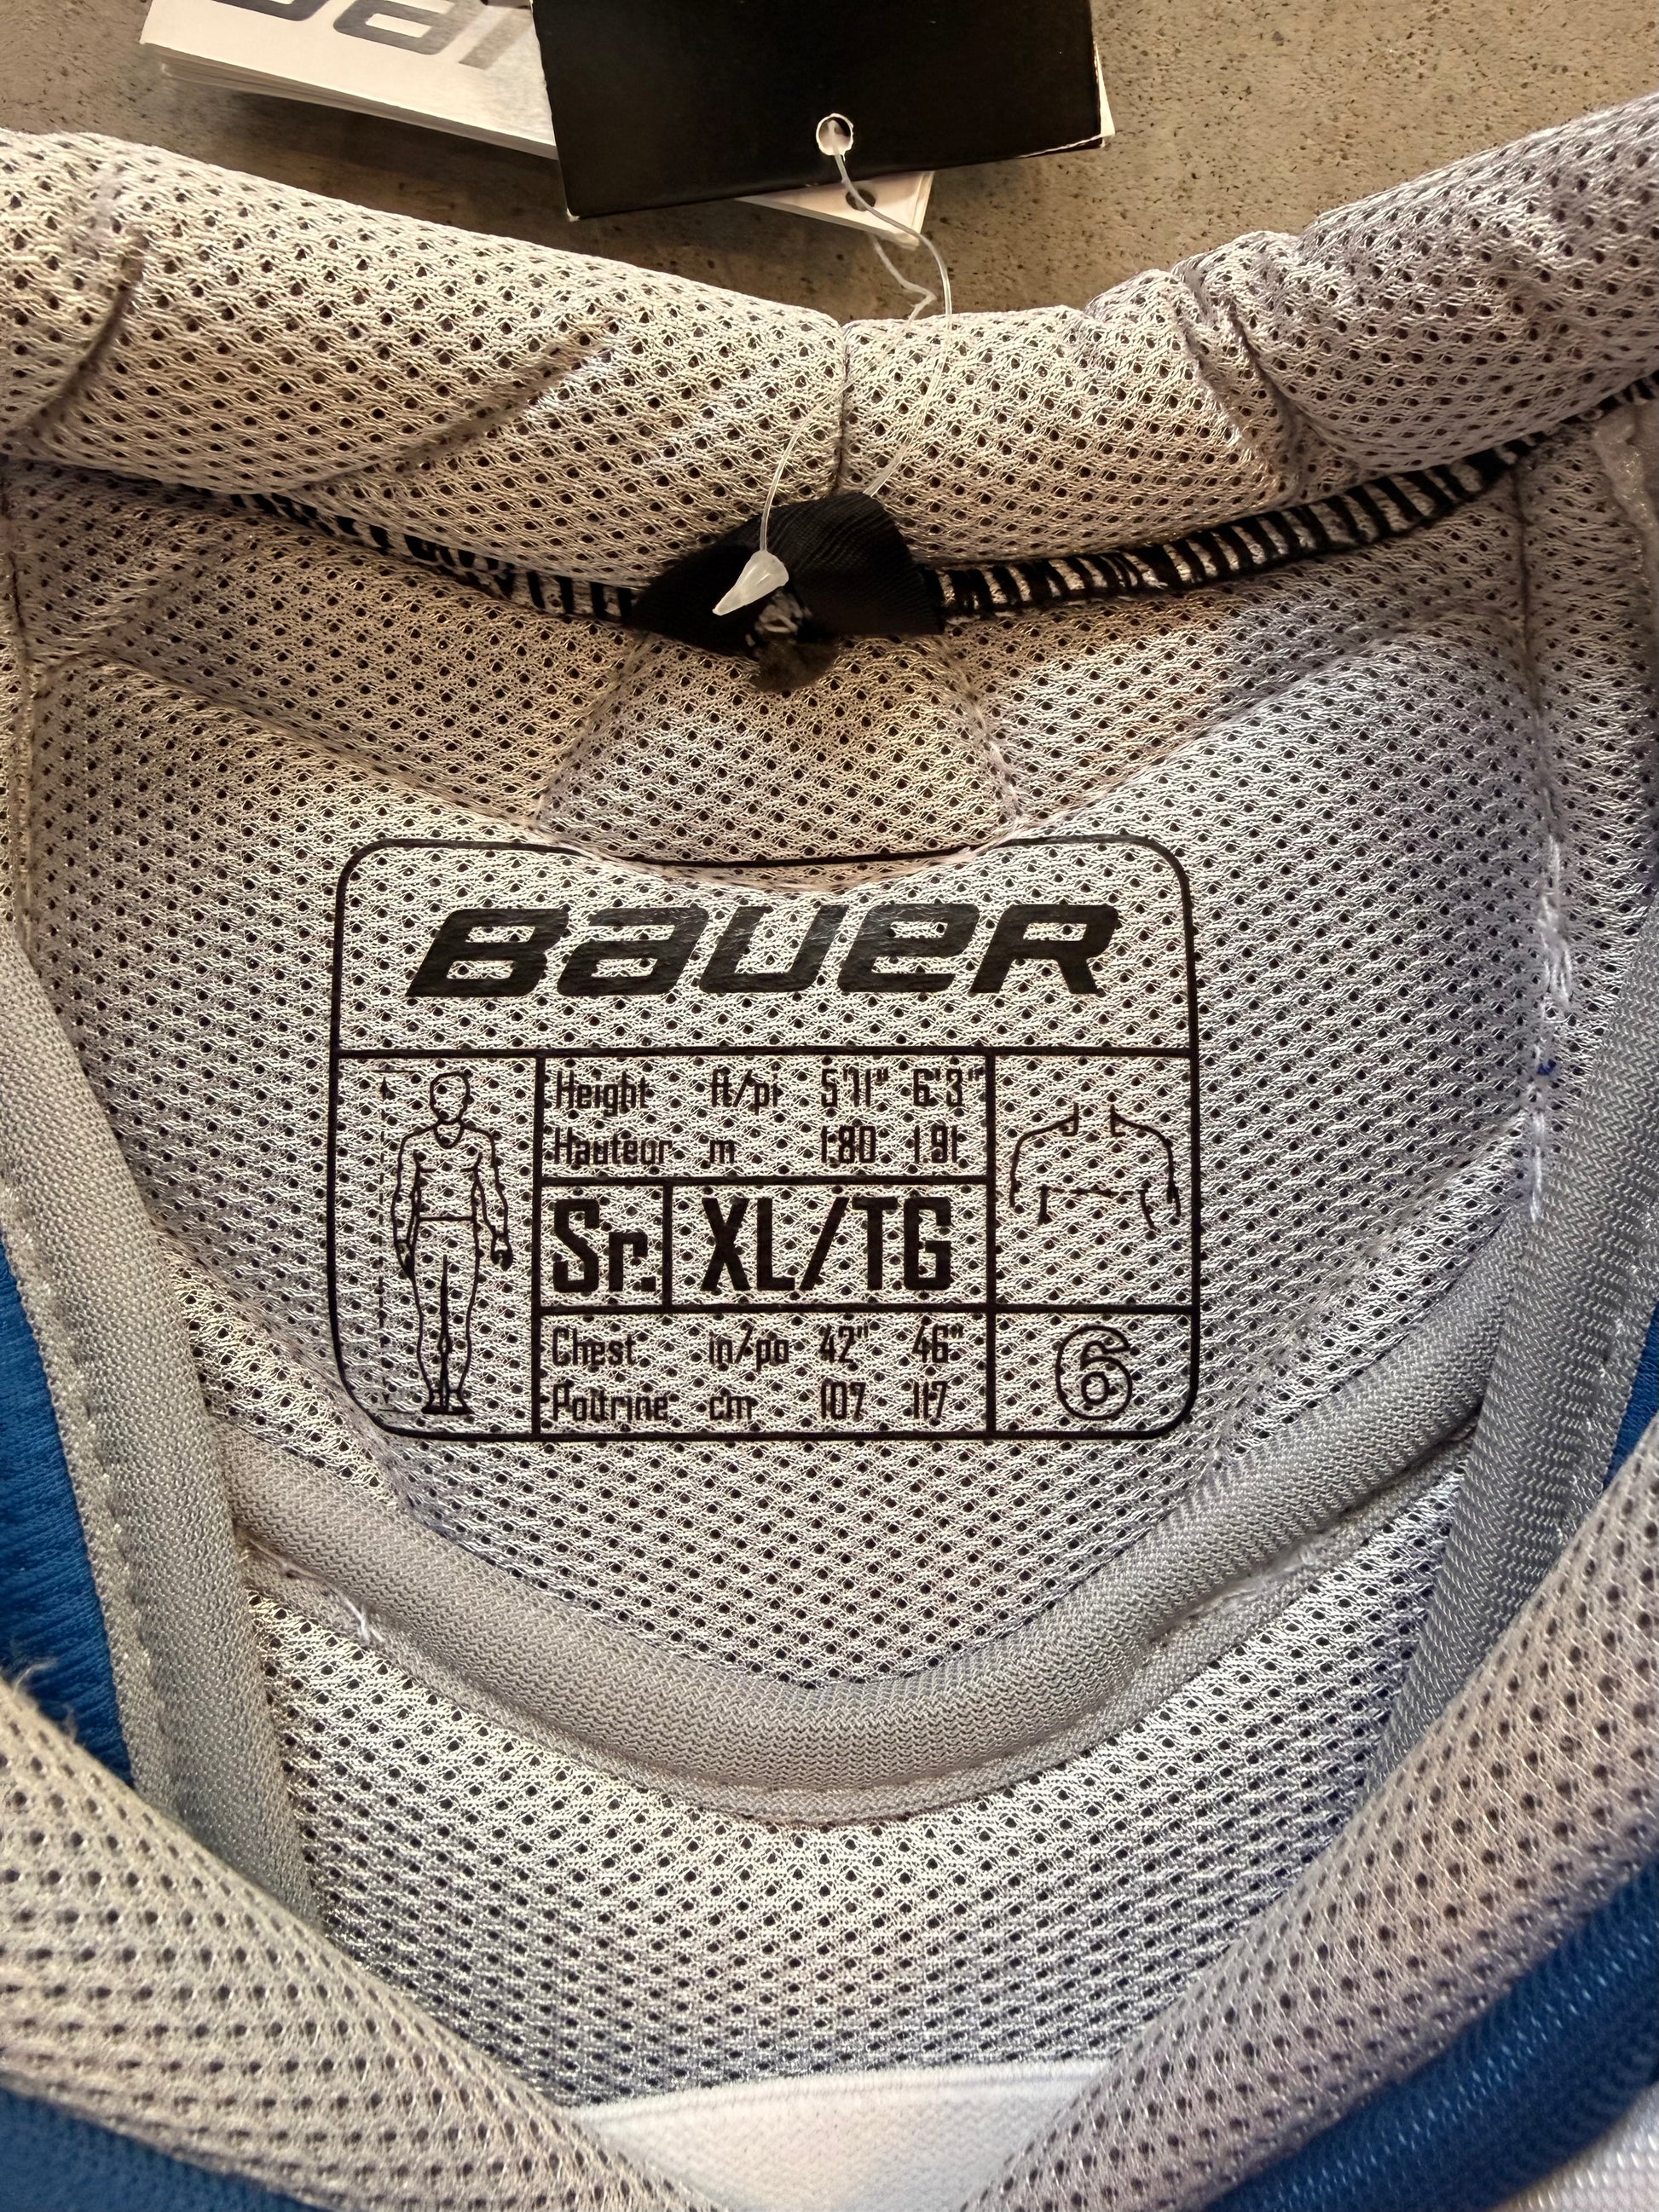 BAUER
Height ft/pi 5'11" 6'3"
Hauteur m 1.80 1.91
Sr. XL/TG
Chest in/po 42" 46"
Poitrine cm 107 117
6